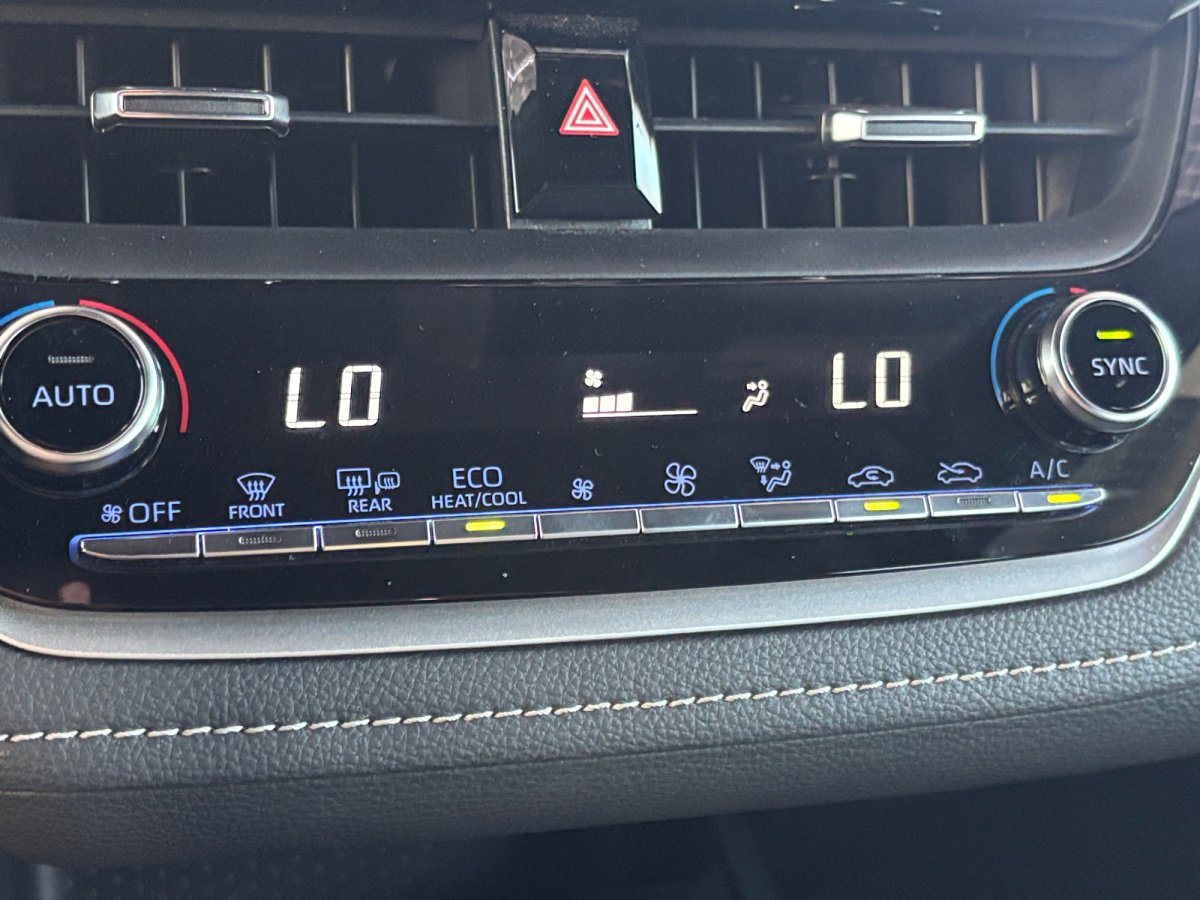 AUTO
LO
LO
SYNC
OFF
FRONT
REAR
ECO
HEAT/COOL
A/C